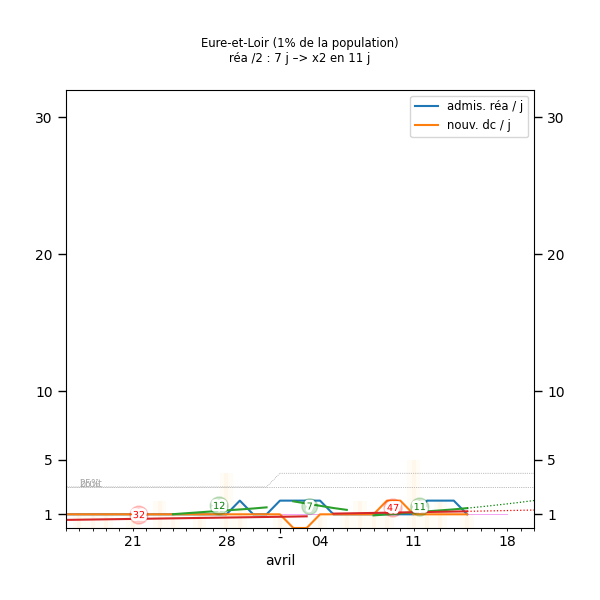 Eure-et-Loir (1% de la population)
réa /2 : 7 j –> x2 en 11 j
admis. réa / j
nouv. dc / j
30 30
20 20
10 10
5 5
1 1
32 12 7 47 11
21 28 - 04 11 18
avril